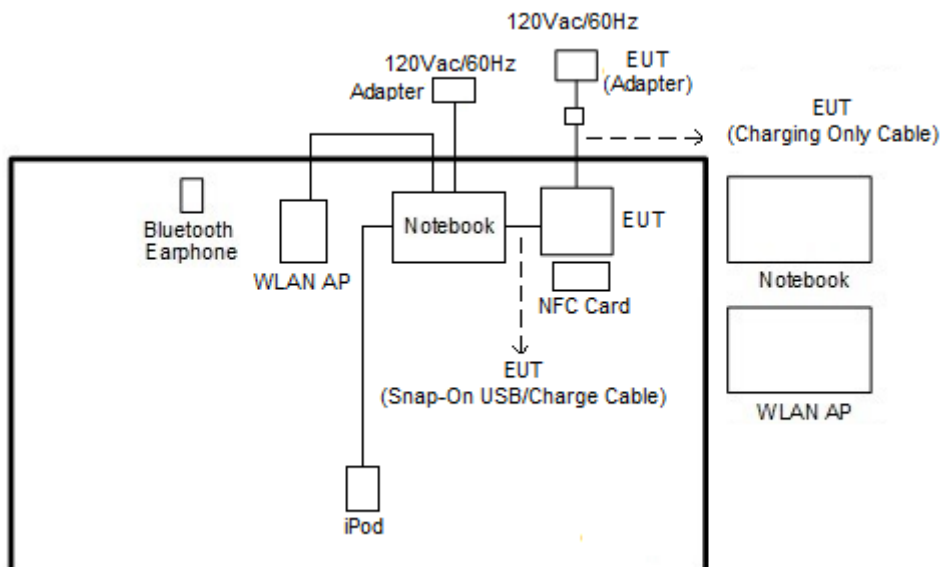 120Vac/60Hz
EUT
(Adapter)
120Vac/60Hz
Adapter
EUT
(Charging Only Cable)
Bluetooth
Earphone
WLAN AP
Notebook
EUT
NFC Card
EUT
(Snap-On USB/Charge Cable)
iPod
Notebook
WLAN AP